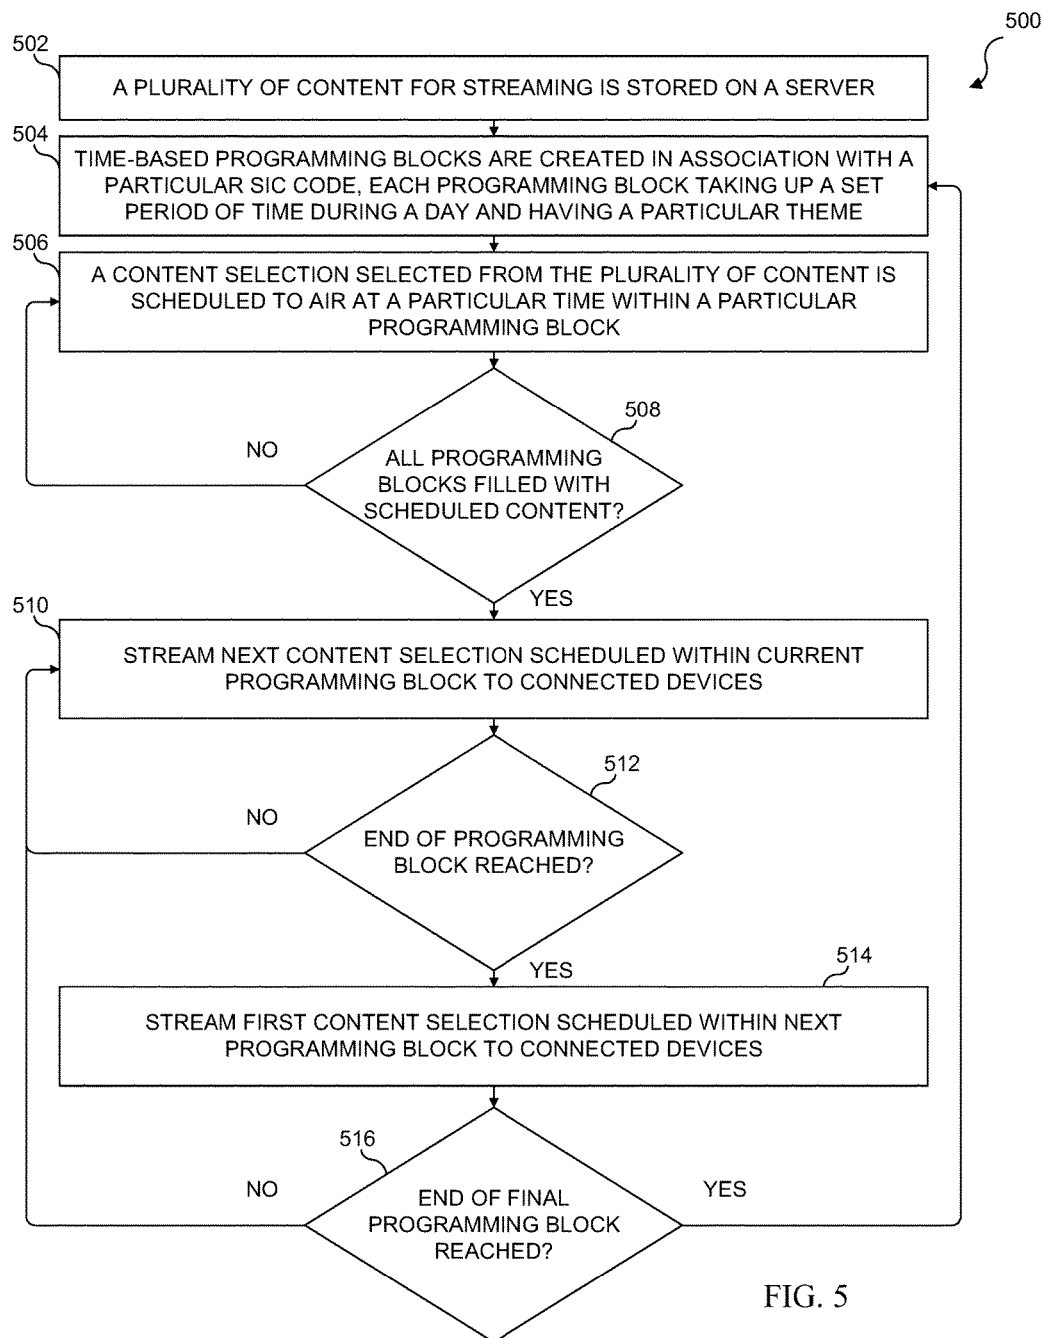 500
502
A PLURALITY OF CONTENT FOR STREAMING IS STORED ON A SERVER
504
TIME-BASED PROGRAMMING BLOCKS ARE CREATED IN ASSOCIATION WITH A
PARTICULAR SIC CODE, EACH PROGRAMMING BLOCK TAKING UP A SET
PERIOD OF TIME DURING A DAY AND HAVING A PARTICULAR THEME
506
A CONTENT SELECTION SELECTED FROM THE PLURALITY OF CONTENT IS
SCHEDULED TO AIR AT A PARTICULAR TIME WITHIN A PARTICULAR
PROGRAMMING BLOCK
508
NO
ALL PROGRAMMING
BLOCKS FILLED WITH
SCHEDULED CONTENT?
YES
510
STREAM NEXT CONTENT SELECTION SCHEDULED WITHIN CURRENT
PROGRAMMING BLOCK TO CONNECTED DEVICES
512
NO
END OF PROGRAMMING
BLOCK REACHED?
YES
514
STREAM FIRST CONTENT SELECTION SCHEDULED WITHIN NEXT
PROGRAMMING BLOCK TO CONNECTED DEVICES
516
NO
YES
END OF FINAL
PROGRAMMING BLOCK
REACHED?
FIG. 5